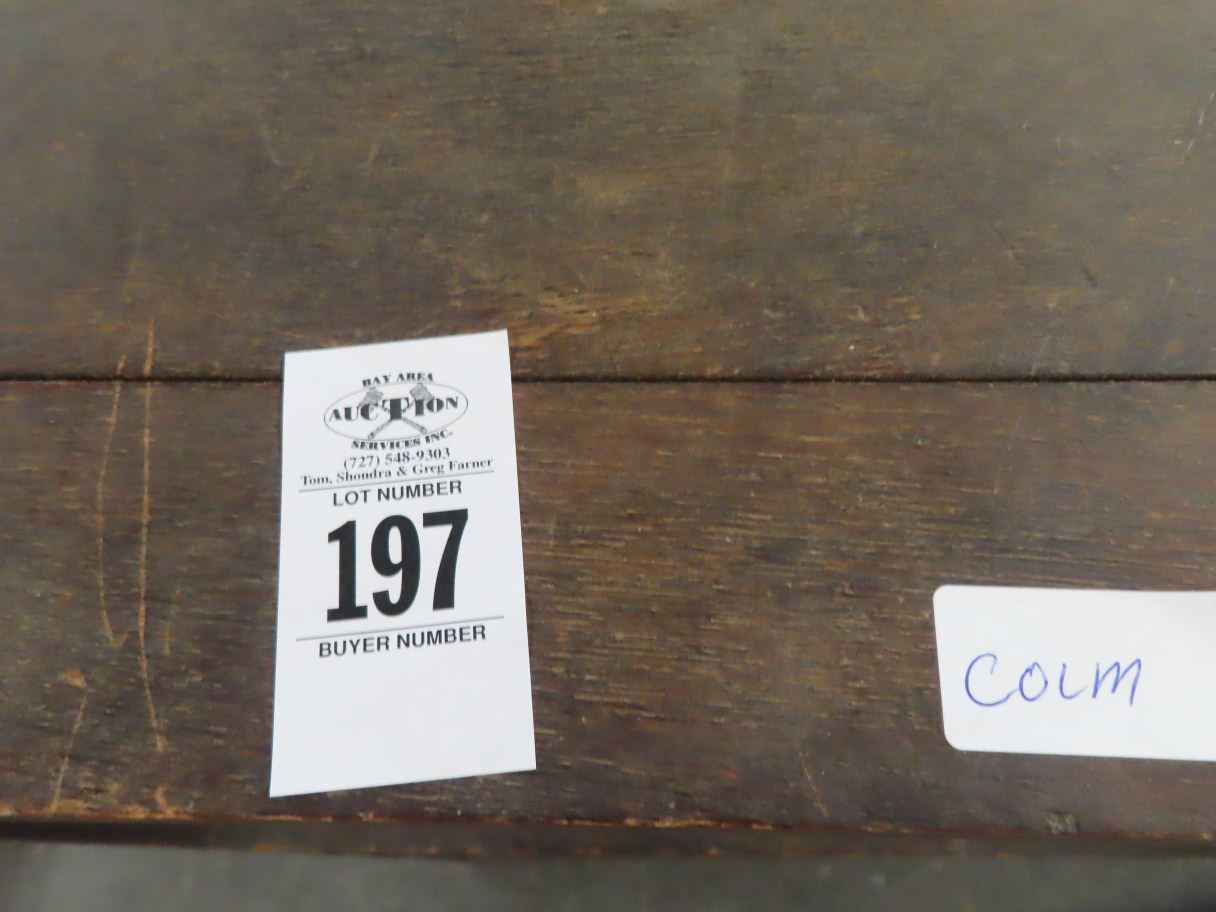 BAY AREA
AUCTION
SERVICES INC.
(727) 548-9303
Tom, Shondra & Greg Farner
LOT NUMBER
197
BUYER NUMBER
COLM